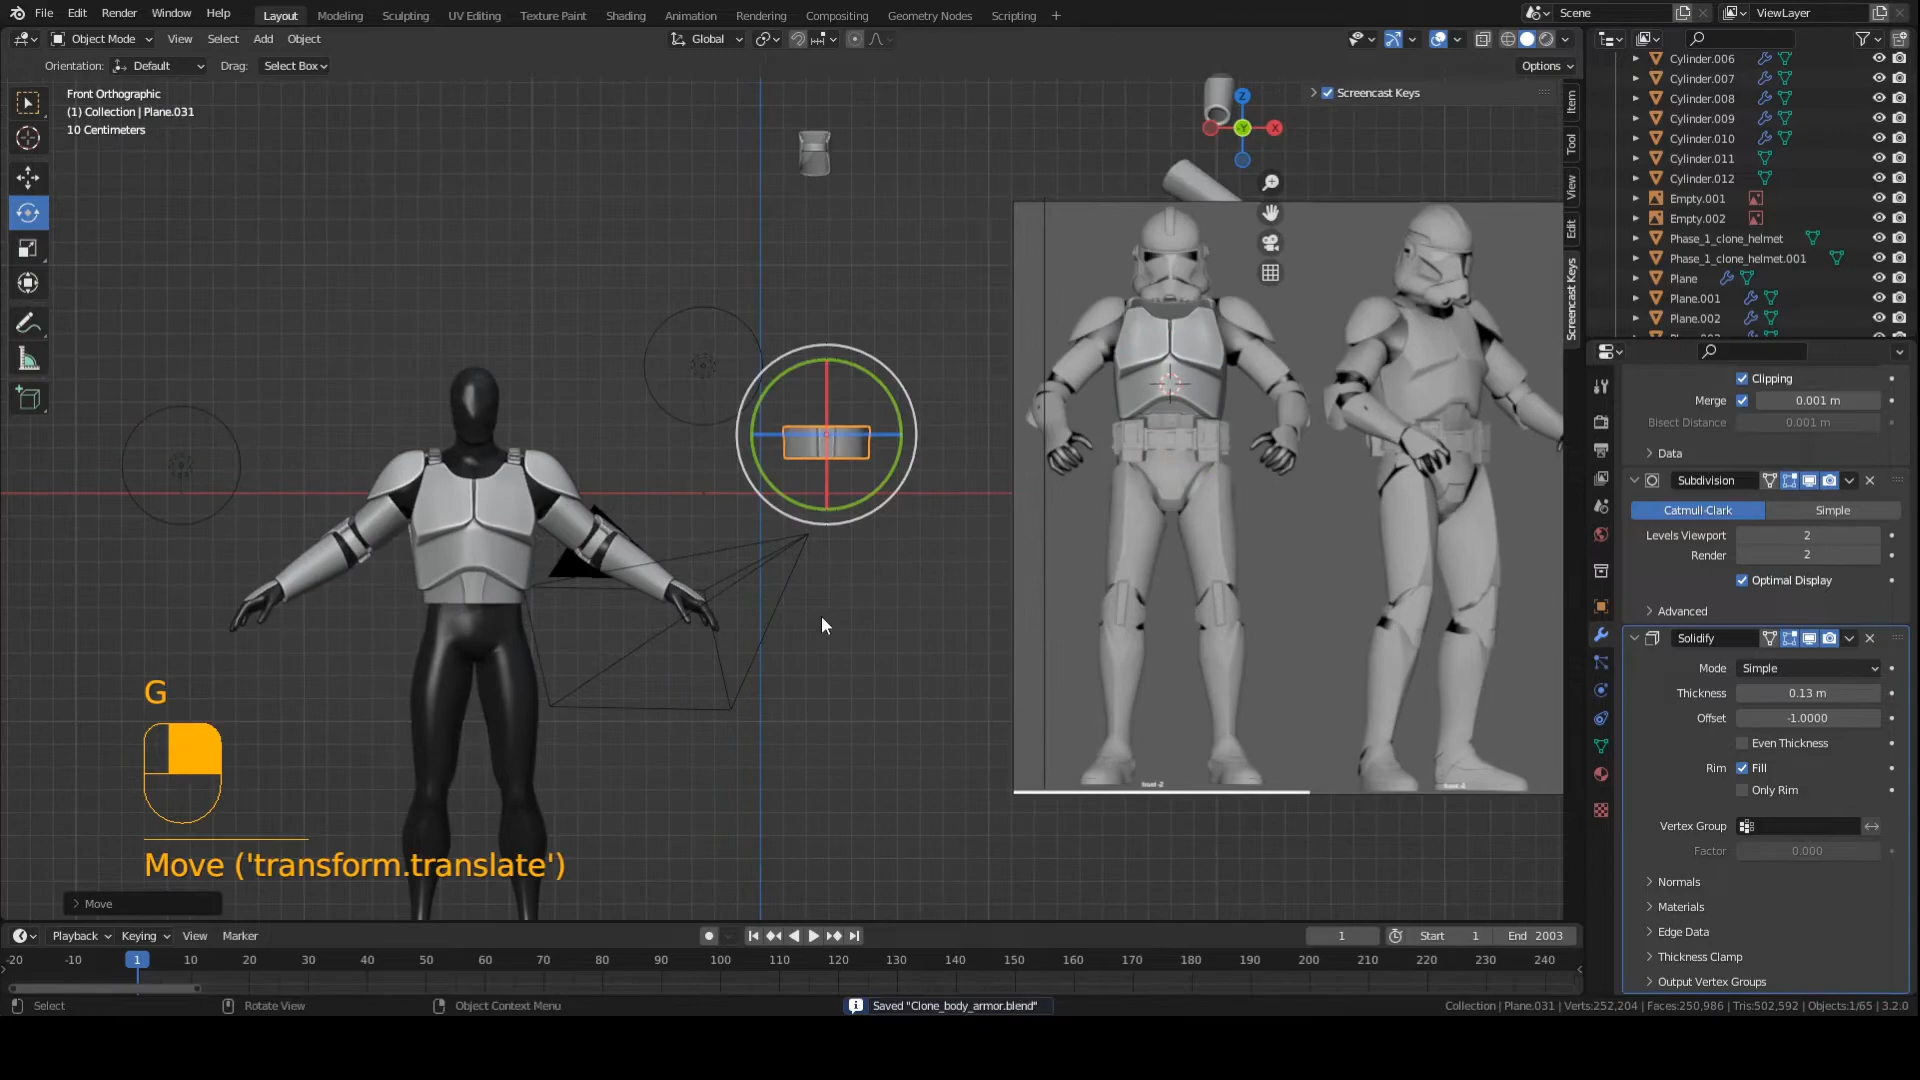 File Edit Render Window Help Layout Modeling Sculpting UV Editing Texture Paint Shading Animation Rendering Compositing Geometry Nodes Scripting + Scene ViewLayer
Object Mode View Select Add Object Global
Orientation: Default Drag: Select Box Options
Front Orthographic
(1) Collection | Plane.031
10 Centimeters
Screencast Keys
Z
X
Y
Item
Tool
View
Edit
Screencast Keys
Cylinder.006
Cylinder.007
Cylinder.008
Cylinder.009
Cylinder.010
Cylinder.011
Cylinder.012
Empty.001
Empty.002
Phase_1_clone_helmet
Phase_1_clone_helmet.001
Plane
Plane.001
Plane.002
Clipping
Merge 0.001 m
Bisect Distance 0.001 m
Data
Subdivision
Catmull-Clark Simple
Levels Viewport 2
Render 2
Optimal Display
Advanced
Solidify
Mode Simple
Thickness 0.13 m
Offset -1.0000
Even Thickness
Rim Fill
Only Rim
Vertex Group
Factor 0.000
Normals
Materials
Edge Data
Thickness Clamp
Output Vertex Groups
G
Move ('transform.translate')
Move
Playback Keying View Marker 1 Start 1 End 2003
-20 -10 1 10 20 30 40 50 60 70 80 90 100 110 120 130 140 150 160 170 180 190 200 210 220 230 240
Select Rotate View Object Context Menu Saved "Clone_body_armor.blend" Collection | Plane.031 | Verts:252,204 | Faces:250,986 | Tris:502,592 | Objects:1/65 | 3.2.0